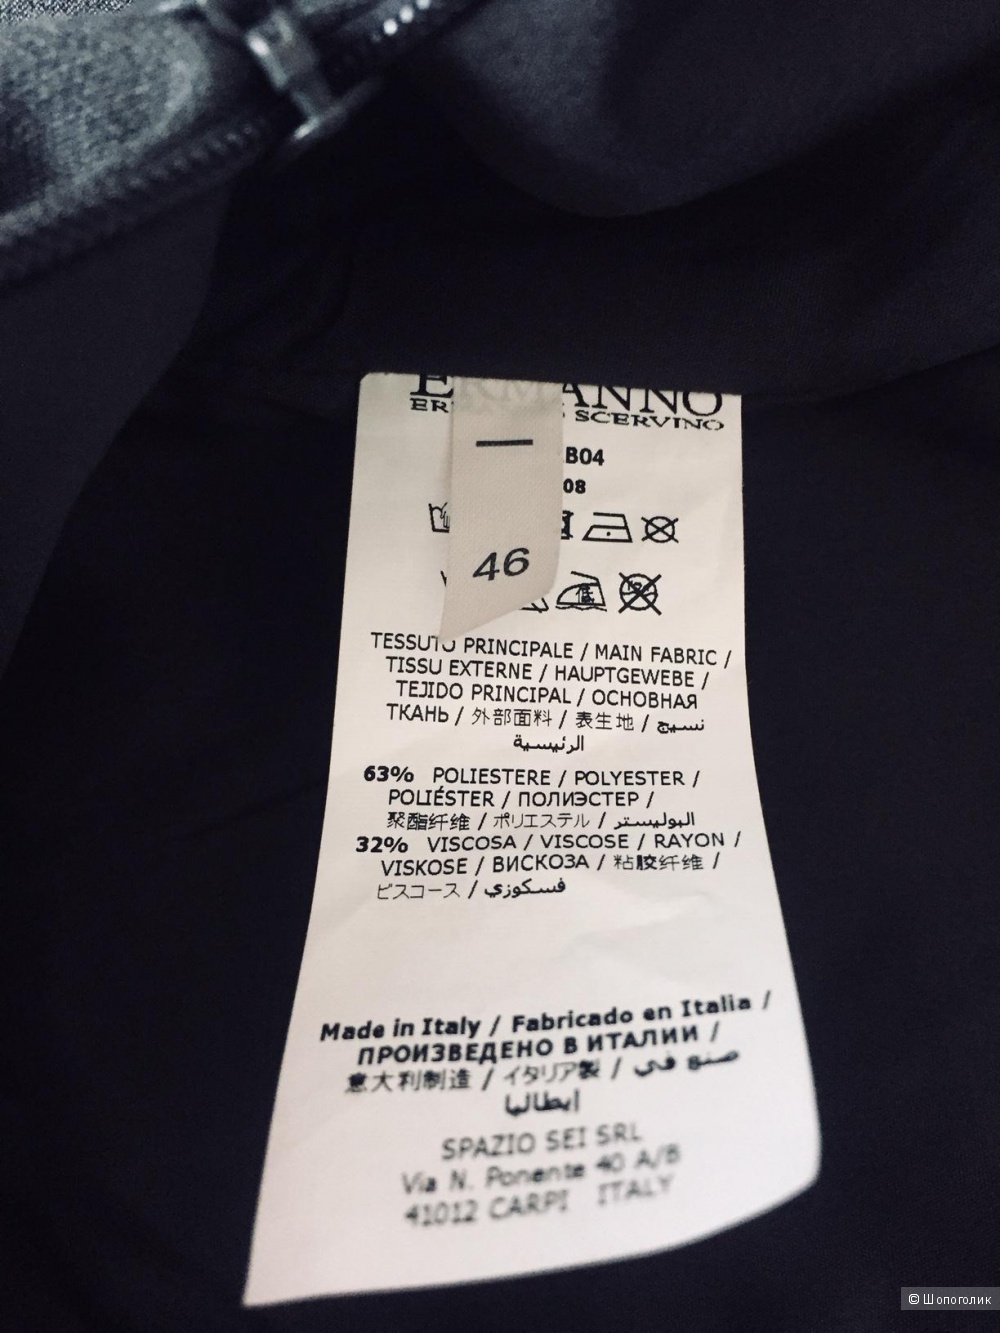 ANNO
SCERVINO
B04
08
46
TESSUTO PRINCIPALE / MAIN FABRIC /
TISSU EXTERNE / HAUPTGEWEBE /
TEJIDO PRINCIPAL / ОСНОВНАЯ
ТКАНЬ / 外部面料 / 表生地 / نسيج
الرئيسية
63% POLIESTERE / POLYESTER /
POLIÉSTER / ПОЛИЭСТЕР /
聚酯纤维 / ポリエステル / البوليستر
32% VISCOSA / VISCOSE / RAYON /
VISKOSE / ВИСКОЗА / 粘胶纤维 /
ビスコース / فسكوزي
Made in Italy / Fabricado en Italia /
ПРОИЗВЕДЕНО В ИТАЛИИ /
意大利制造 / イタリア製 / صنع في
إيطاليا
SPAZIO SEI SRL
Via N. Ponente 40 A/B
41012 CARPI ITALY
© Шопоголик